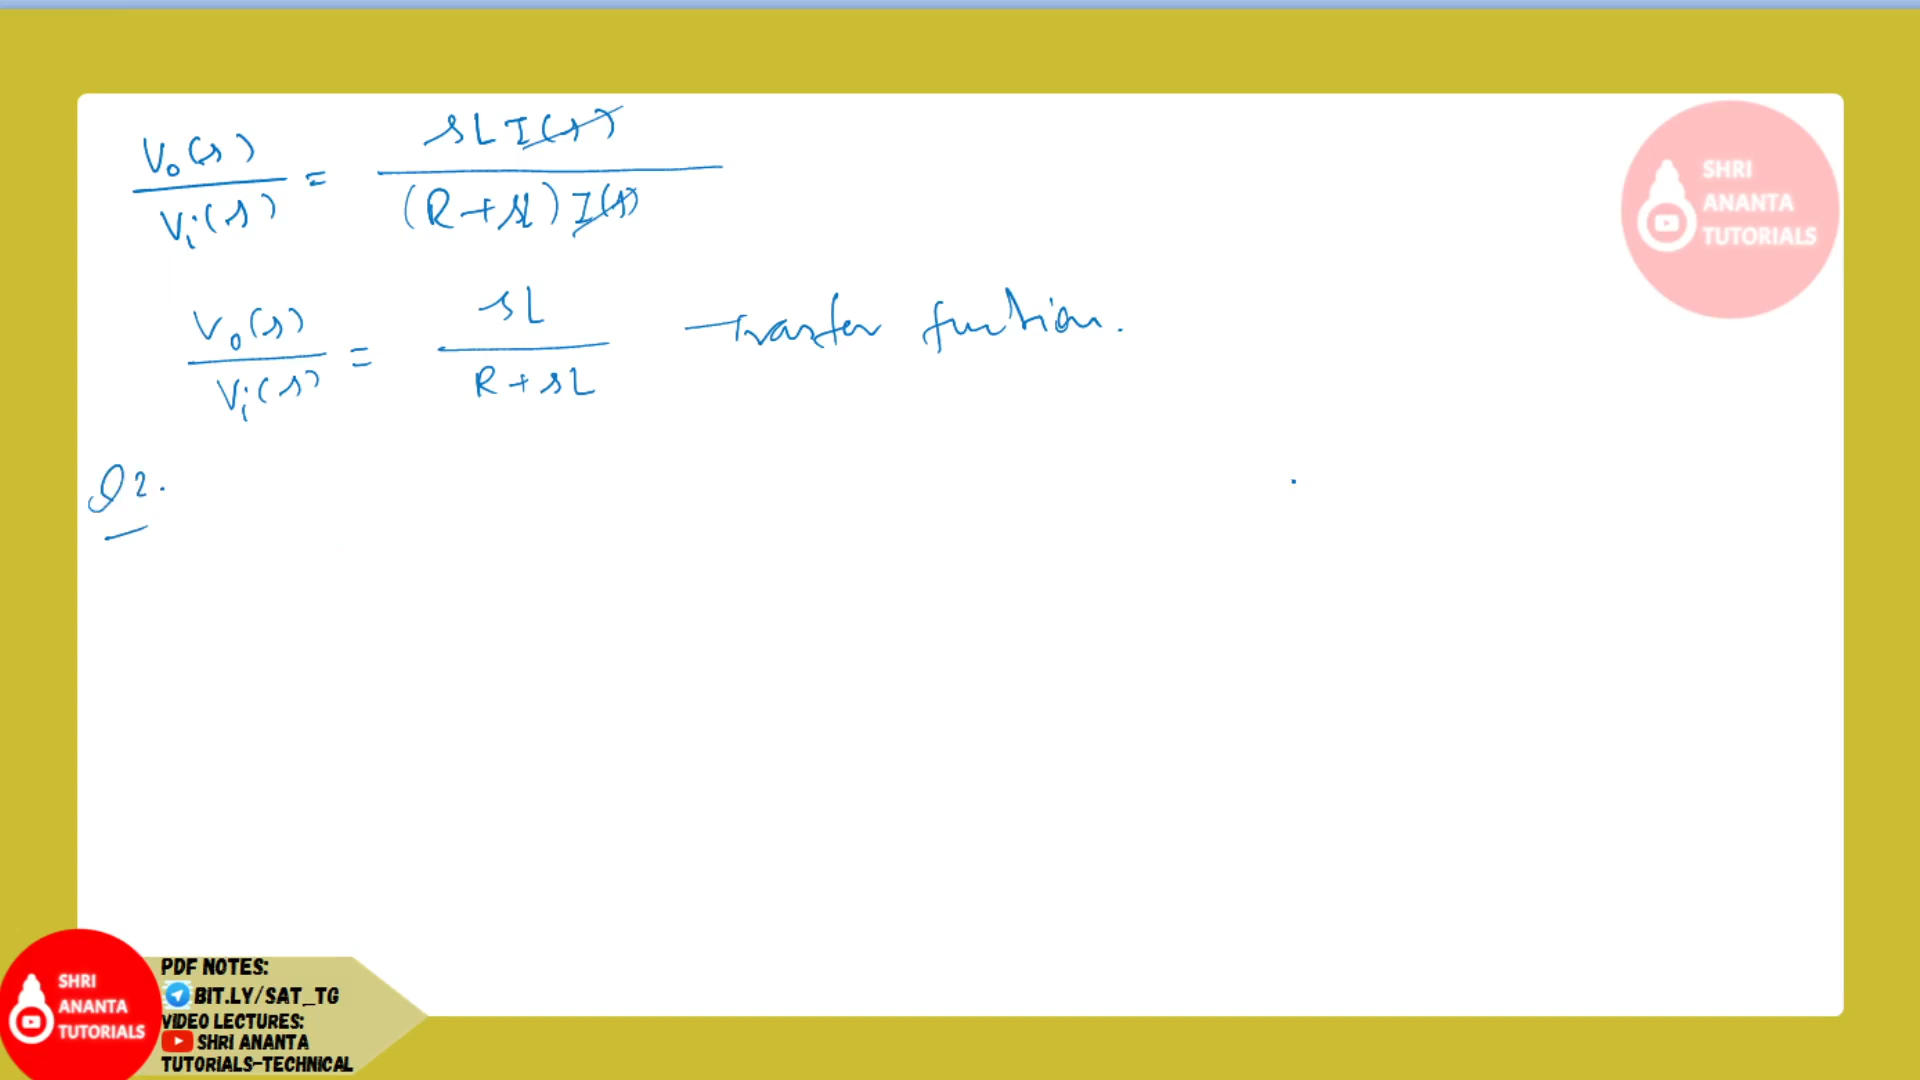 V₀(s)
Vᵢ(s)
=
sL I(s)
(R+sL) I(s)
V₀(s)
Vᵢ(s)
=
sL
R+sL
Transfer function.
Q2.
SHRI
ANANTA
TUTORIALS
SHRI
ANANTA
TUTORIALS
PDF NOTES:
BIT.LY/SAT_TG
VIDEO LECTURES:
SHRI ANANTA
TUTORIALS-TECHNICAL